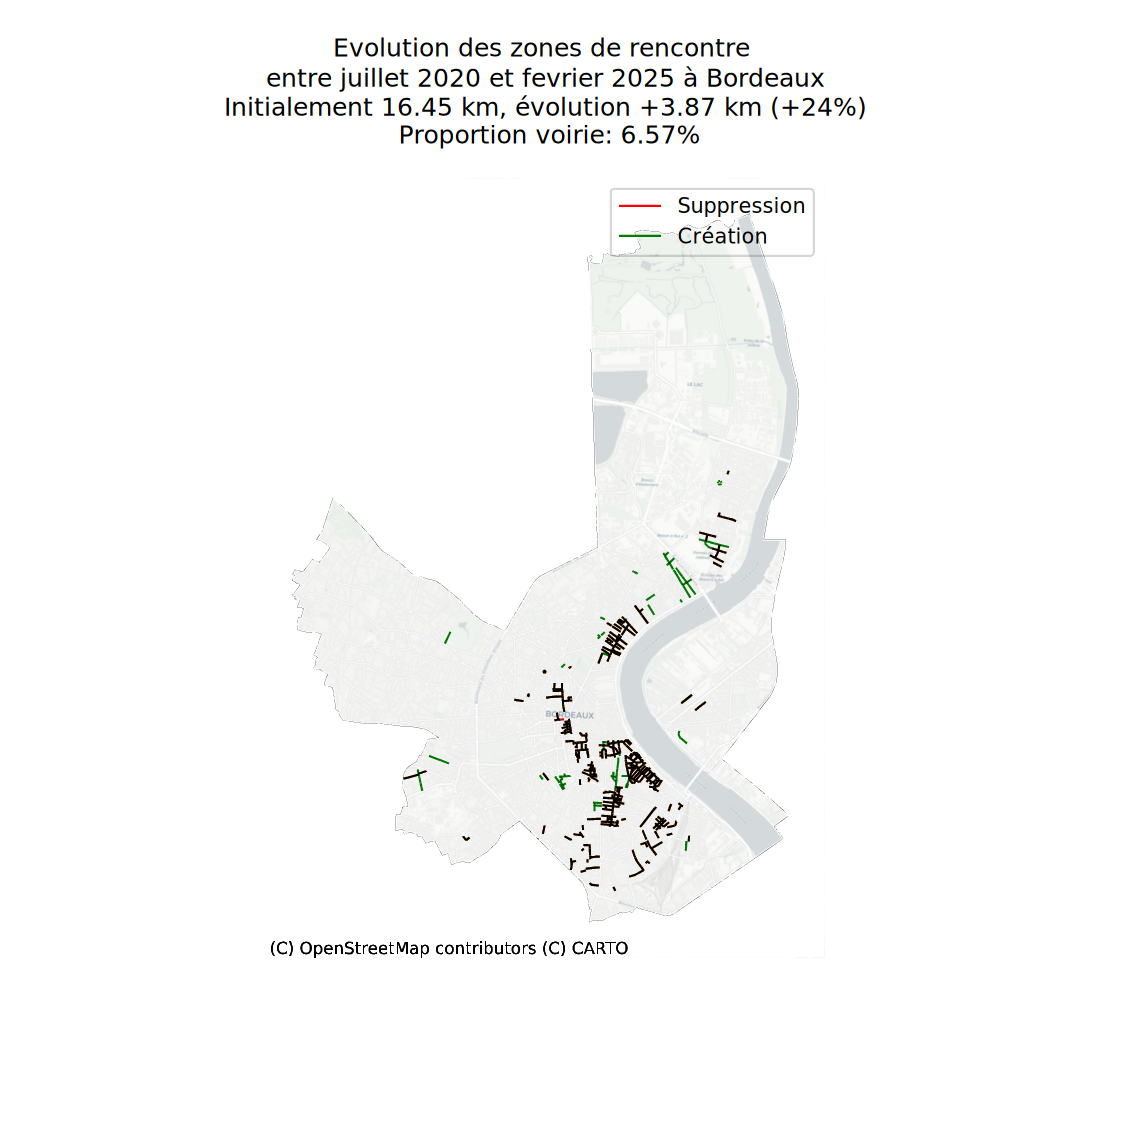 Evolution des zones de rencontre
entre juillet 2020 et fevrier 2025 à Bordeaux
Initialement 16.45 km, évolution +3.87 km (+24%)
Proportion voirie: 6.57%
Suppression
Création
LE LAC
BORDEAUX
(C) OpenStreetMap contributors (C) CARTO